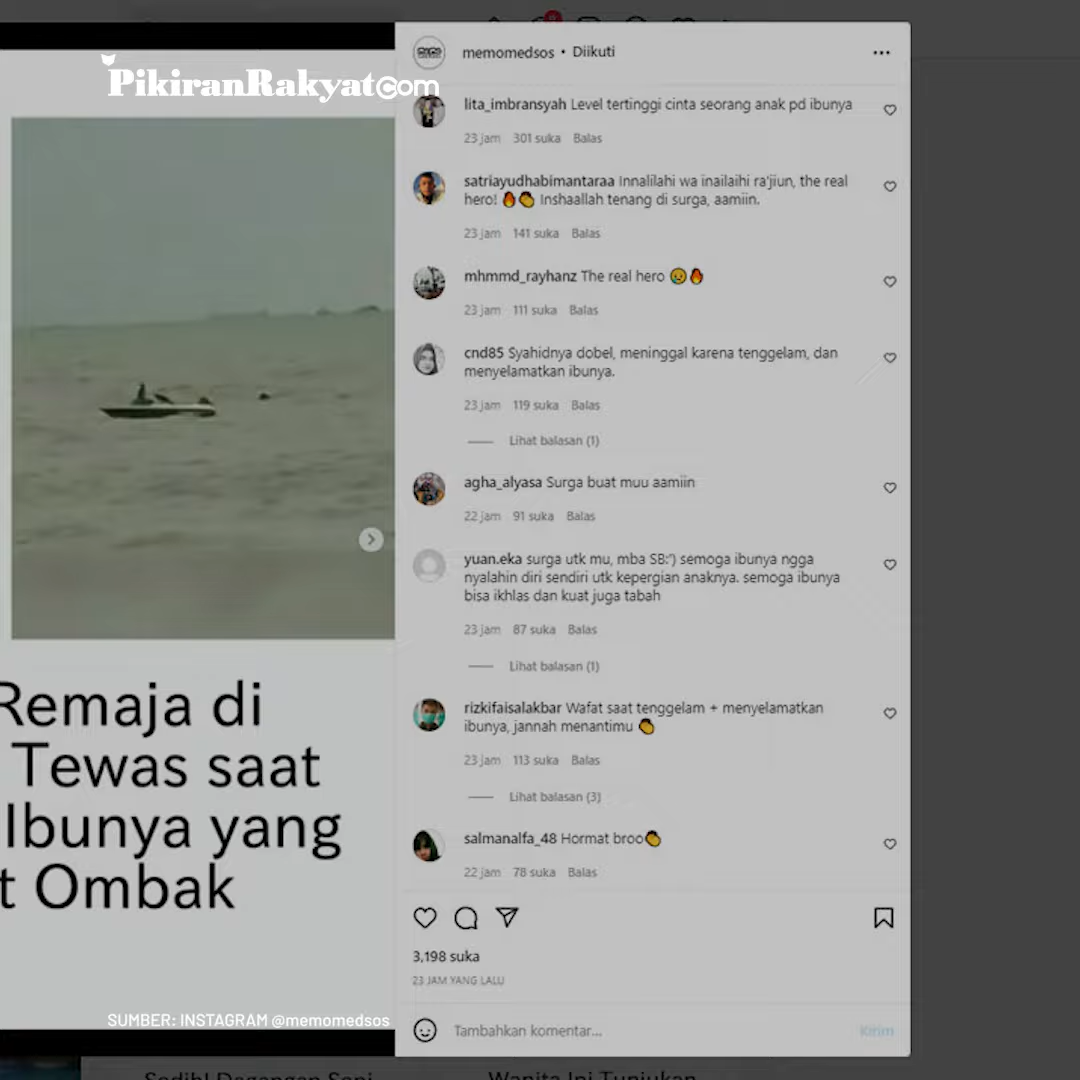 PikiranRakyatcom
memomedsos • Diikuti
lita_imbransyah Level tertinggi cinta seorang anak pd ibunya
23 jam 301 suka Balas
satriayudhabimantaraa Innalilahi wa inailaihi ra'jiun, the real
hero! 🔥👏 Inshaallah tenang di surga, aamiin.
23 jam 141 suka Balas
mhmmd_rayhanz The real hero 😢🔥
23 jam 111 suka Balas
cnd85 Syahidnya dobel, meninggal karena tenggelam, dan
menyelamatkan ibunya.
23 jam 119 suka Balas
Lihat balasan (1)
agha_alyasa Surga buat muu aamiin
22 jam 91 suka Balas
yuan.eka surga utk mu, mba SB:") semoga ibunya ngga
nyalahin diri sendiri utk kepergian anaknya. semoga ibunya
bisa ikhlas dan kuat juga tabah
23 jam 87 suka Balas
Lihat balasan (1)
rizkifaisalakbar Wafat saat tenggelam + menyelamatkan
ibunya, jannah menantimu 👏
23 jam 113 suka Balas
Lihat balasan (3)
salmanalfa_48 Hormat broo👏
22 jam 78 suka Balas
3,198 suka
23 JAM YANG LALU
Tambahkan komentar... Kirim
Remaja di
Tewas saat
Ibunya yang
t Ombak
SUMBER: INSTAGRAM @memomedsos